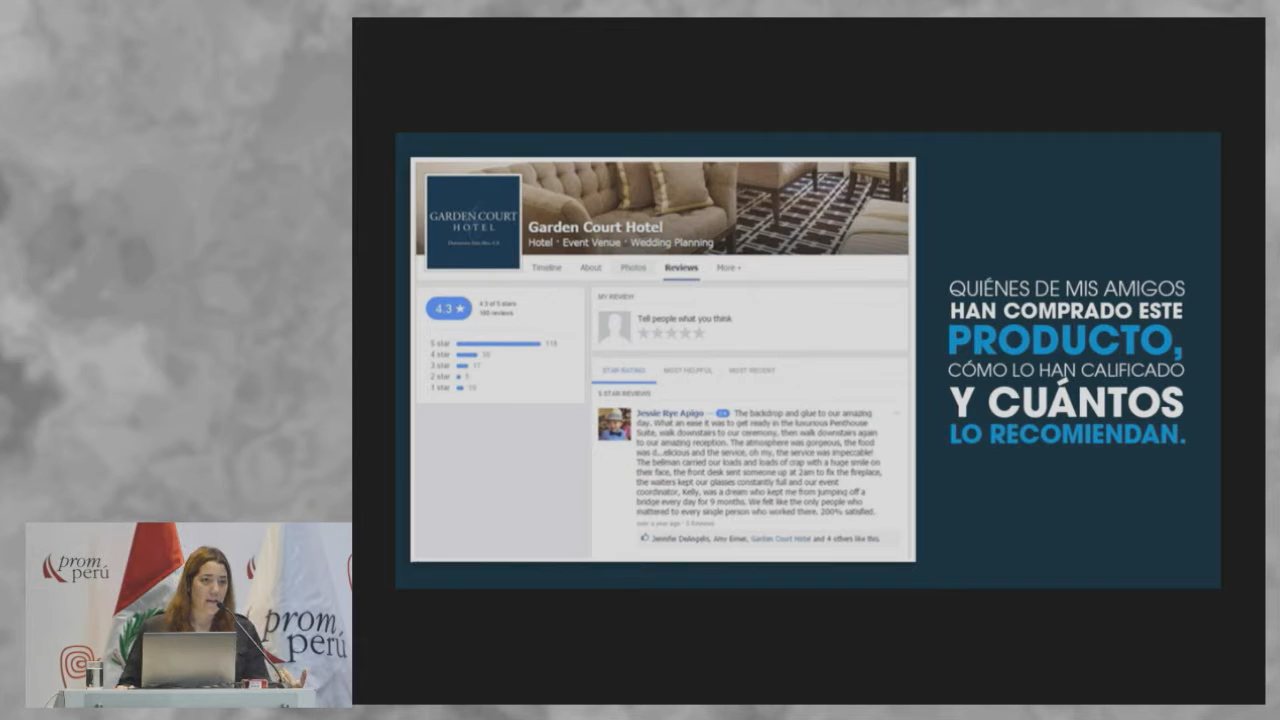 GARDEN COURT
HOTEL
Garden Court Hotel
Hotel · Event Venue · Wedding Planning
Timeline About Photos Reviews More
4.3 ★
4.3 of 5 stars
5 star
4 star
3 star
2 star
1 star
MY REVIEW
Tell people what you think
STAR RATING MOST HELPFUL MOST RECENT
5 STAR REVIEWS
Jessie Rye Apigo — The backdrop and glue to our amazing
day. What an ease it was to get ready in the luxurious Penthouse
Suite, walk downstairs to our ceremony, then walk downstairs again
to our amazing reception. The atmosphere was gorgeous, the food
was d...elicious and the service, oh my, the service was impeccable!
The bellman carried our loads and loads of crap with a huge smile on
their face, the front desk sent someone up at 2am to fix the fireplace,
the waiters kept our glasses constantly full and our event
coordinator, Kelly, was a dream who kept me from jumping off a
bridge every day for 9 months. We felt like the only people who
mattered to every single person who worked there. 200% satisfied.
over a year ago
Jennifer DeAngelo, Amy Eimer, Garden Court Hotel and 4 others like this.
QUIÉNES DE MIS AMIGOS
HAN COMPRADO ESTE
PRODUCTO,
CÓMO LO HAN CALIFICADO
Y CUÁNTOS
LO RECOMIENDAN.
prom
perú
prom
perú